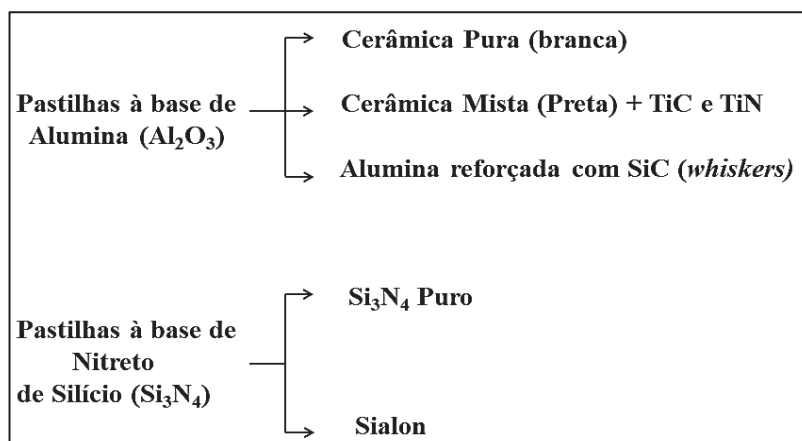 Cerâmica Pura (branca)
Pastilhas à base de
Alumina (Al₂O₃)
Cerâmica Mista (Preta) + TiC e TiN
Alumina reforçada com SiC (whiskers)
Si₃N₄ Puro
Pastilhas à base de
Nitreto
de Silício (Si₃N₄)
Sialon